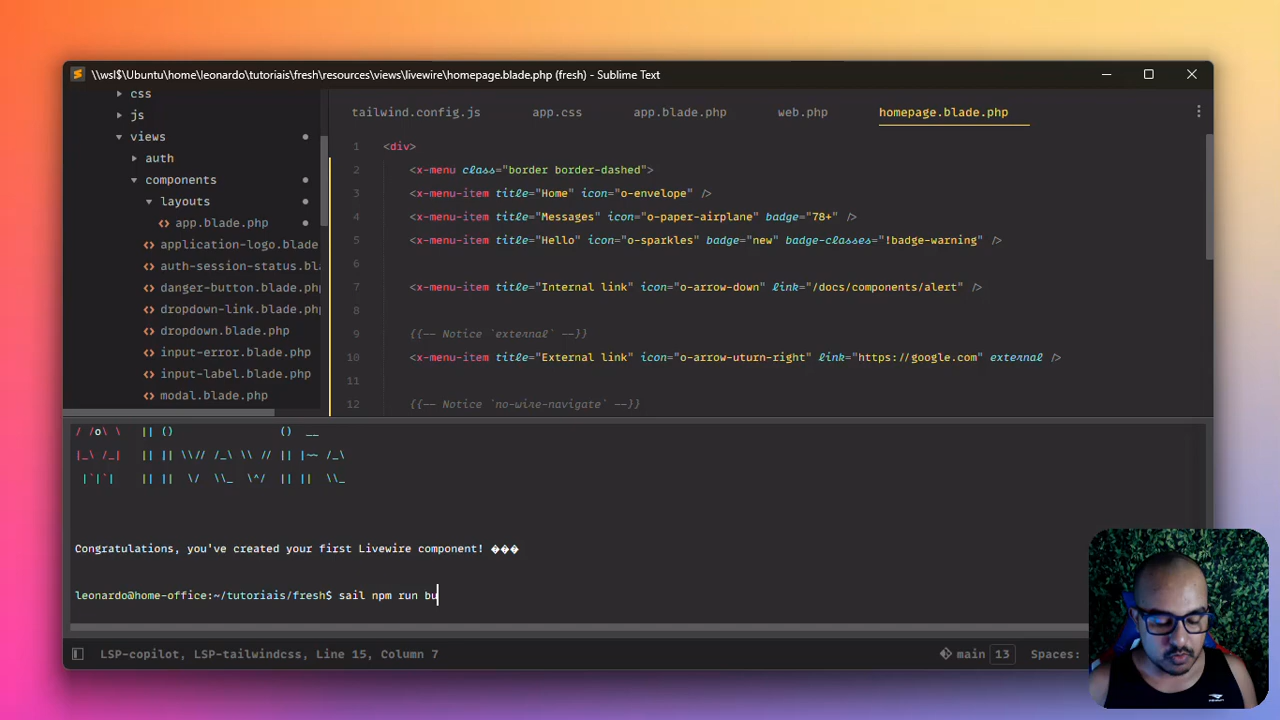 \\wsl$\Ubuntu\home\leonardo\tutoriais\fresh\resources\views\livewire\homepage.blade.php (fresh) - Sublime Text
css
js
views
auth
components
layouts
app.blade.php
application-logo.blade
auth-session-status.bl
danger-button.blade.ph
dropdown-link.blade.php
dropdown.blade.php
input-error.blade.php
input-label.blade.php
modal.blade.php
tailwind.config.js app.css app.blade.php web.php homepage.blade.php
1 <div>
2 <x-menu class="border border-dashed">
3 <x-menu-item title="Home" icon="o-envelope" />
4 <x-menu-item title="Messages" icon="o-paper-airplane" badge="78+" />
5 <x-menu-item title="Hello" icon="o-sparkles" badge="new" badge-classes="!badge-warning" />
6
7 <x-menu-item title="Internal link" icon="o-arrow-down" link="/docs/components/alert" />
8
9 {{-- Notice `external` --}}
10 <x-menu-item title="External link" icon="o-arrow-uturn-right" link="https://google.com" external />
11
12 {{-- Notice `no-wire-navigate` --}}
/ /o\ \ || () () __
|_\ /_| || || \\// /_\ \\ // || |~~ /_\
|`|`| || || \/ \\_ \^/ || || \\_
Congratulations, you've created your first Livewire component! ���
leonardo@home-office:~/tutoriais/fresh$ sail npm run bu
LSP-copilot, LSP-tailwindcss, Line 15, Column 7 main 13 Spaces: